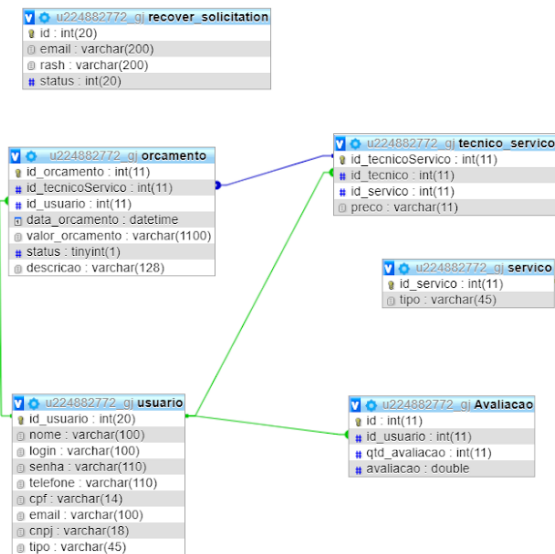 u224882772_gj recover_solicitation
id : int(20)
email : varchar(200)
rash : varchar(200)
status : int(20)
u224882772_gj orcamento
id_orcamento : int(11)
id_tecnicoServico : int(11)
id_usuario : int(11)
data_orcamento : datetime
valor_orcamento : varchar(1100)
status : tinyint(1)
descricao : varchar(128)
u224882772_gj tecnico_servico
id_tecnicoServico : int(11)
id_tecnico : int(11)
id_servico : int(11)
preco : varchar(11)
u224882772_gj servico
id_servico : int(11)
tipo : varchar(45)
u224882772_gj usuario
id_usuario : int(20)
nome : varchar(100)
login : varchar(100)
senha : varchar(110)
telefone : varchar(110)
cpf : varchar(14)
email : varchar(100)
cnpj : varchar(18)
tipo : varchar(45)
u224882772_gj Avaliacao
id : int(11)
id_usuario : int(11)
qtd_avaliacao : int(11)
avaliacao : double